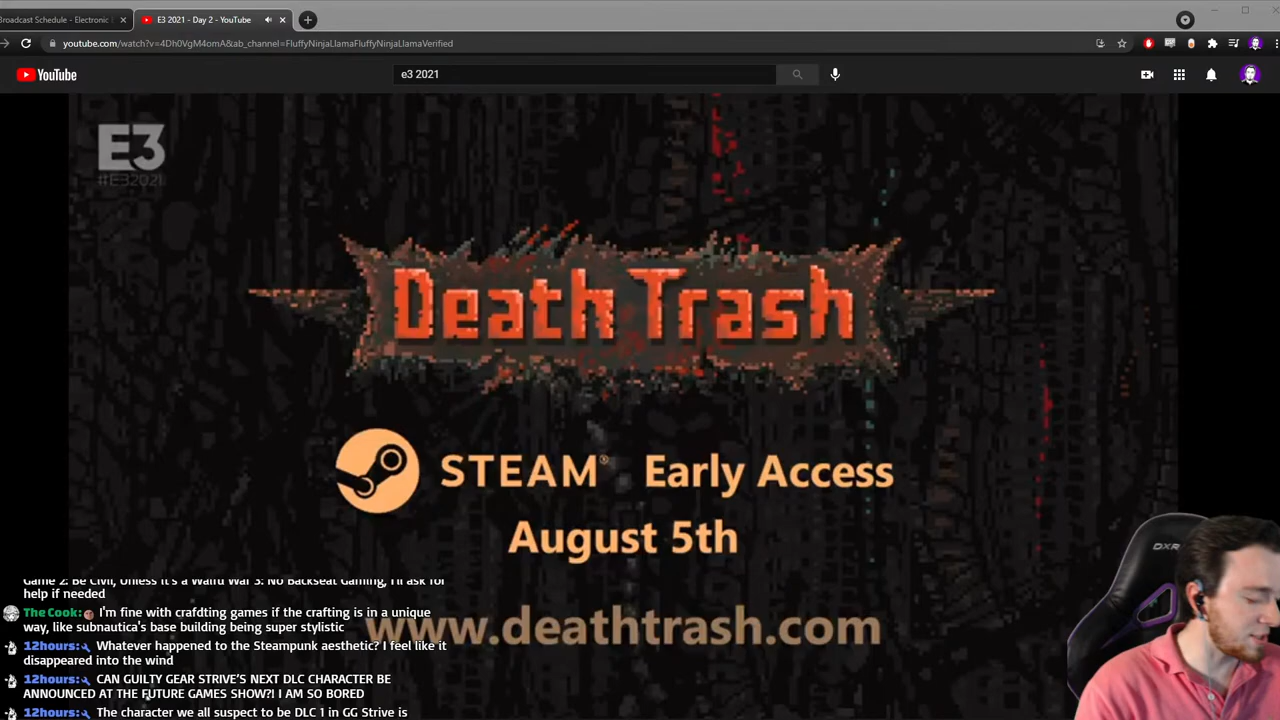 Broadcast Schedule - Electronic
E3 2021 - Day 2 - YouTube
youtube.com/watch?v=4Dh0VgM4omA&ab_channel=FluffyNinjaLlamaFluffyNinjaLlamaVerified
YouTube
e3 2021
E3
#E32021
Death Trash
STEAM® Early Access
August 5th
www.deathtrash.com
DXR
Game 2: Be Civil, Unless it's a Waifu War 3: No Backseat Gaming, I'll ask for
help if needed
The Cook: I'm fine with crafdting games if the crafting is in a unique
way, like subnautica's base building being super stylistic
12hours: Whatever happened to the Steampunk aesthetic? I feel like it
disappeared into the wind
12hours: CAN GUILTY GEAR STRIVE'S NEXT DLC CHARACTER BE
ANNOUNCED AT THE FUTURE GAMES SHOW?! I AM SO BORED
12hours: The character we all suspect to be DLC 1 in GG Strive is